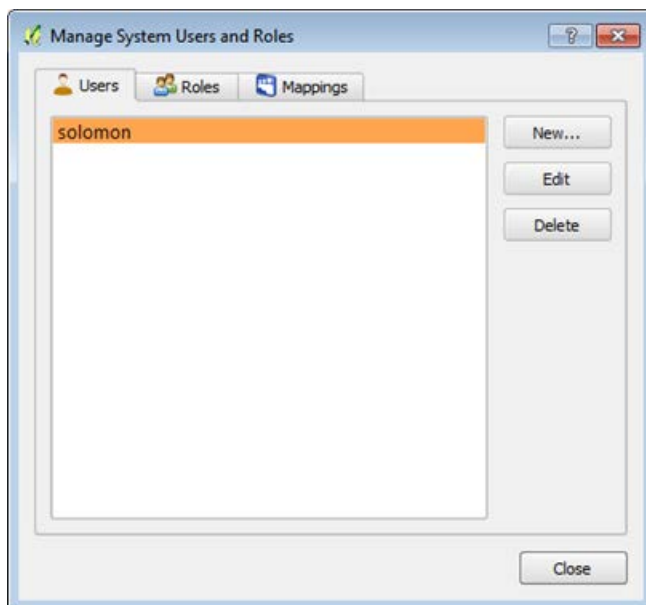 Manage System Users and Roles
Users Roles Mappings
solomon
New...
Edit
Delete
Close